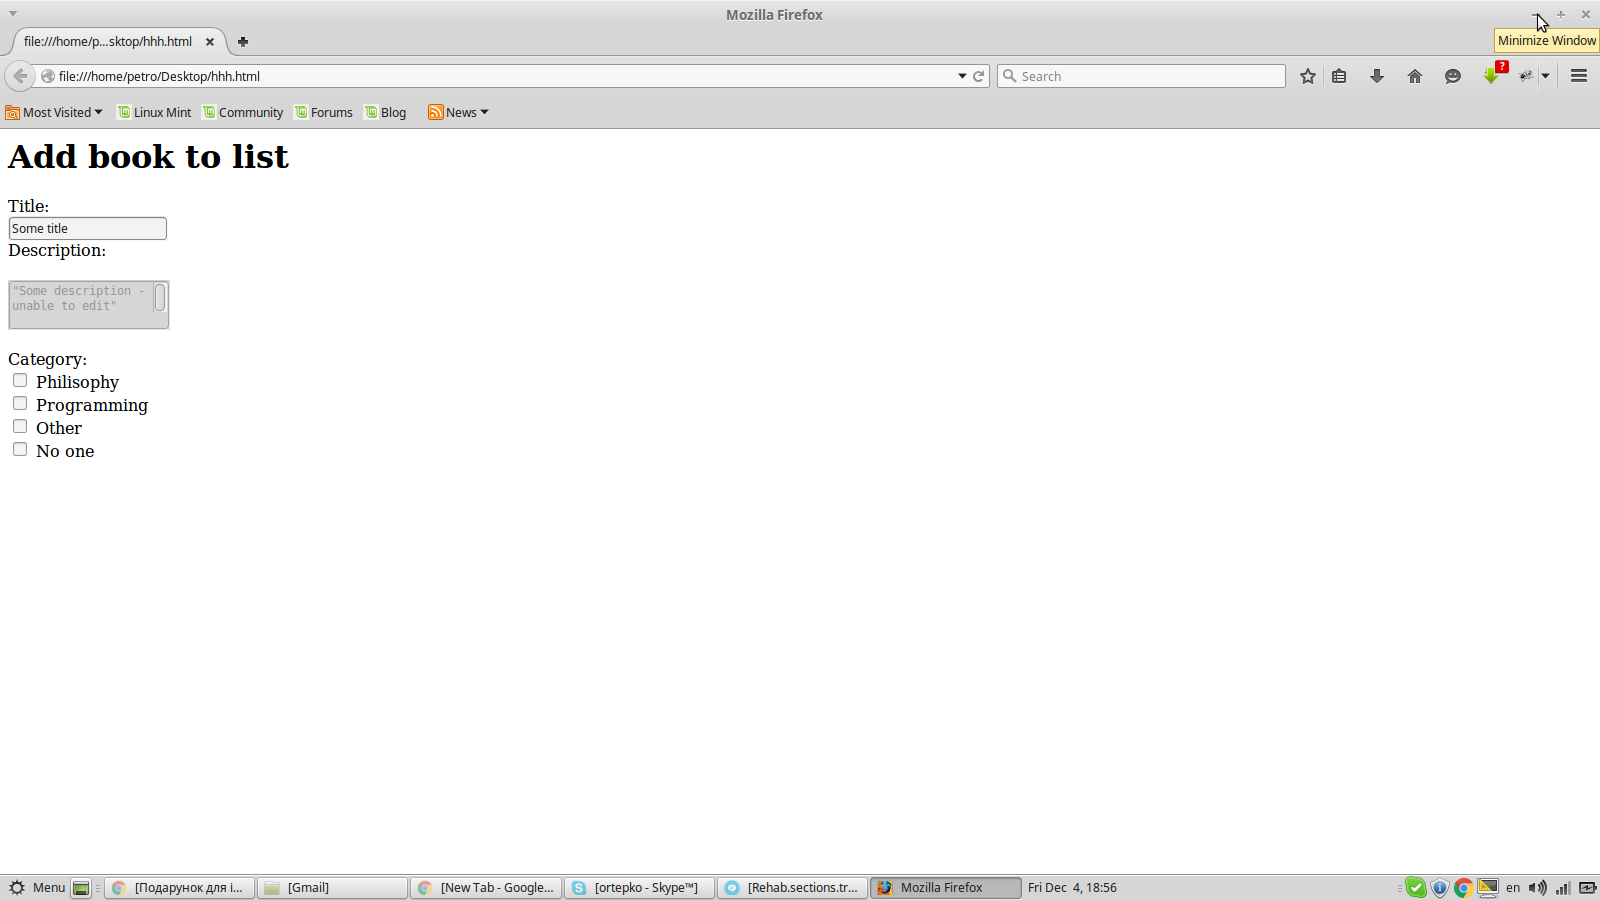 Mozilla Firefox
file:///home/p...sktop/hhh.html
Minimize Window
file:///home/petro/Desktop/hhh.html
Search
?
Most Visited Linux Mint Community Forums Blog News
Add book to list
Title:
Some title
Description:
"Some description -
unable to edit"
Category:
Philisophy
Programming
Other
No one
Menu [Подарунок для і... [Gmail] [New Tab - Google... [ortepko - Skype™] [Rehab.sections.tr... Mozilla Firefox Fri Dec 4, 18:56 en